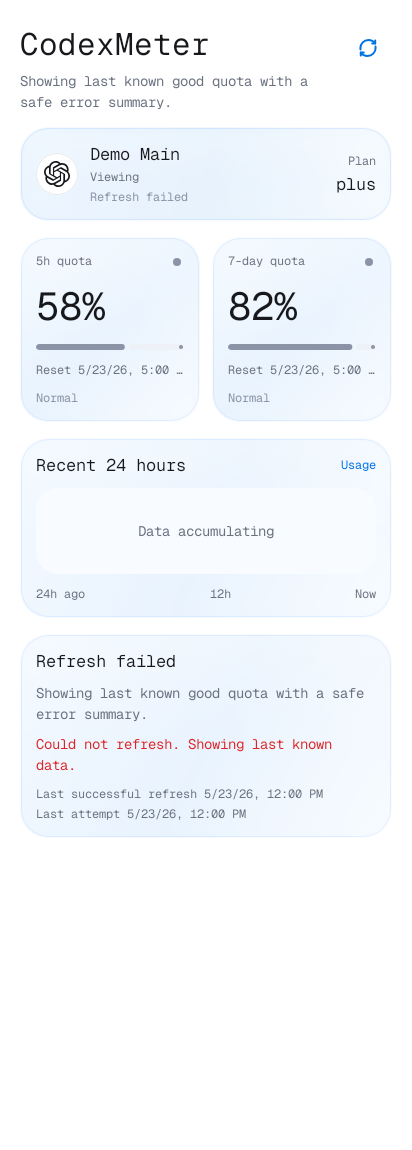 CodexMeter
Showing last known good quota with a
safe error summary.
Demo Main
Viewing
Refresh failed
Plan
plus
5h quota
58%
Reset 5/23/26, 5:00 …
Normal
7-day quota
82%
Reset 5/23/26, 5:00 …
Normal
Recent 24 hours
Usage
Data accumulating
24h ago
12h
Now
Refresh failed
Showing last known good quota with a safe
error summary.
Could not refresh. Showing last known
data.
Last successful refresh 5/23/26, 12:00 PM
Last attempt 5/23/26, 12:00 PM